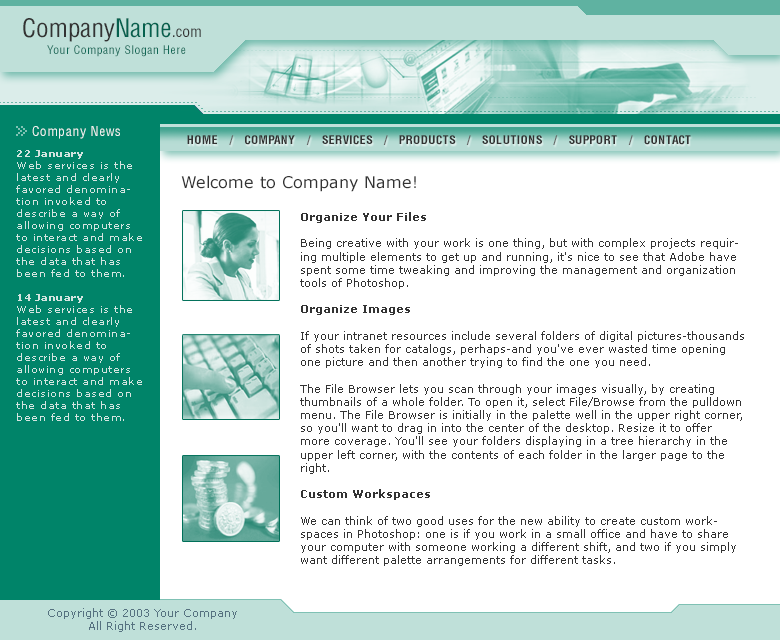 CompanyName.com
Your Company Slogan Here
Company News
22 January
Web services is the
latest and clearly
favored denomina-
tion invoked to
describe a way of
allowing computers
to interact and make
decisions based on
the data that has
been fed to them.
14 January
Web services is the
latest and clearly
favored denomina-
tion invoked to
describe a way of
allowing computers
to interact and make
decisions based on
the data that has
been fed to them.
HOME / COMPANY / SERVICES / PRODUCTS / SOLUTIONS / SUPPORT / CONTACT
Welcome to Company Name!
Organize Your Files
Being creative with your work is one thing, but with complex projects requir-
ing multiple elements to get up and running, it's nice to see that Adobe have
spent some time tweaking and improving the management and organization
tools of Photoshop.
Organize Images
If your intranet resources include several folders of digital pictures-thousands
of shots taken for catalogs, perhaps-and you've ever wasted time opening
one picture and then another trying to find the one you need.
The File Browser lets you scan through your images visually, by creating
thumbnails of a whole folder. To open it, select File/Browse from the pulldown
menu. The File Browser is initially in the palette well in the upper right corner,
so you'll want to drag in into the center of the desktop. Resize it to offer
more coverage. You'll see your folders displaying in a tree hierarchy in the
upper left corner, with the contents of each folder in the larger page to the
right.
Custom Workspaces
We can think of two good uses for the new ability to create custom work-
spaces in Photoshop: one is if you work in a small office and have to share
your computer with someone working a different shift, and two if you simply
want different palette arrangements for different tasks.
Copyright © 2003 Your Company
All Right Reserved.